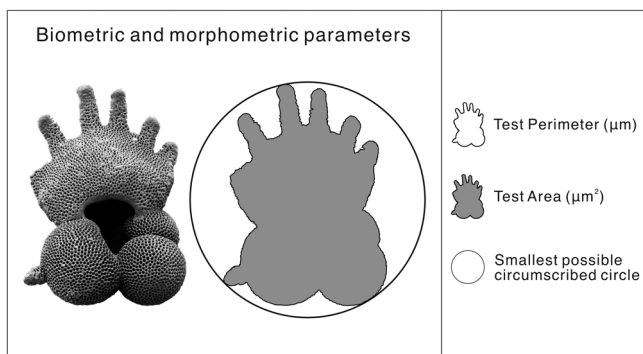 Biometric and morphometric parameters
Test Perimeter (µm)
Test Area (µm²)
Smallest possible
circumscribed circle